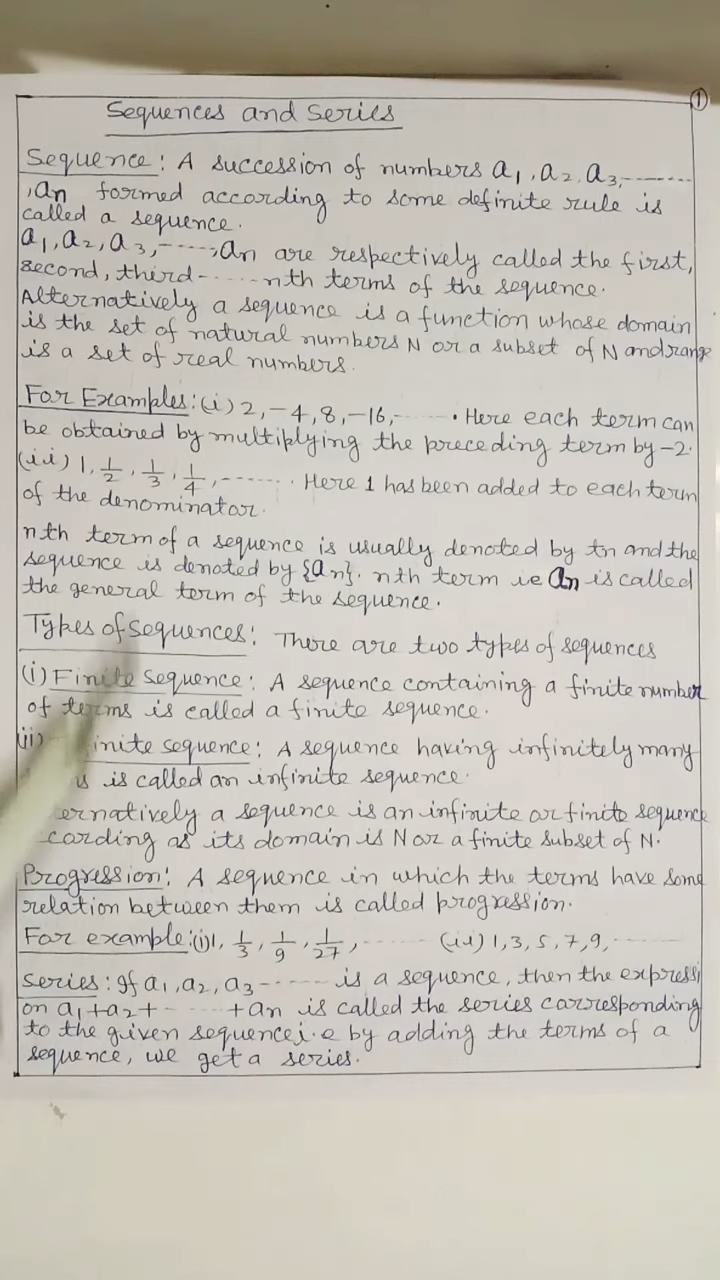 ①
Sequences and Series
Sequence: A succession of numbers a₁, a₂, a₃,-------
, an formed according to some definite rule is
called a sequence.
a₁, a₂, a₃, -----, an are respectively called the first,
second, third------ nth terms of the sequence.
Alternatively a sequence is a function whose domain
is the set of natural numbers N or a subset of N and range
is a set of real numbers.
For Examples: (i) 2, -4, 8, -16, ------. Here each term can
be obtained by multiplying the preceding term by -2.
(ii) 1, 1/2, 1/3, 1/4, ------. Here 1 has been added to each term
of the denominator.
nth term of a sequence is usually denoted by tn and the
sequence is denoted by {an}. nth term ie an is called
the general term of the sequence.
Types of Sequences: There are two types of sequences
(i) Finite Sequence: A sequence containing a finite number
of terms is called a finite sequence.
(ii) inite sequence: A sequence having infinitely many
s is called an infinite sequence.
ernatively a sequence is an infinite or finite sequence
cording as its domain is N or a finite subset of N.
Progression: A sequence in which the terms have some
relation between them is called progression.
For example: (i) 1, 1/3, 1/9, 1/27, ------ (ii) 1, 3, 5, 7, 9, ------
Series: If a₁, a₂, a₃ ------ is a sequence, then the expressi
on a₁+a₂+ ------ +an is called the series carresponding
to the given sequence i.e by adding the terms of a
sequence, we get a series.